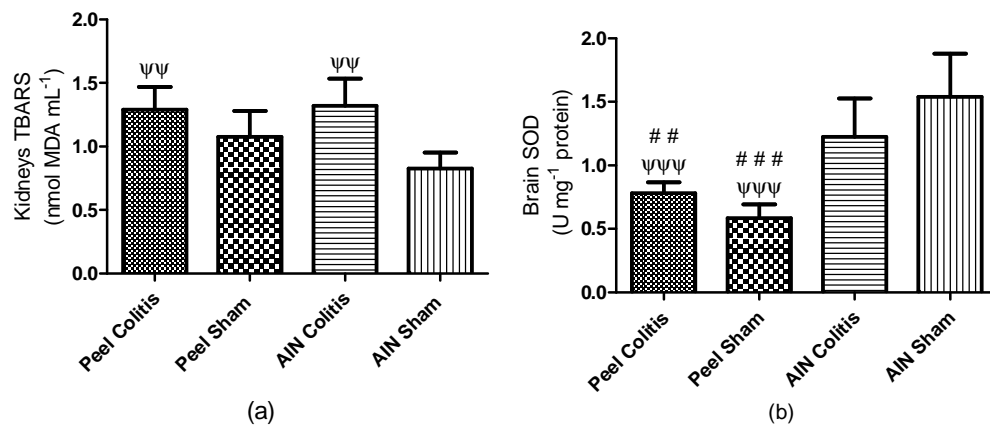 Kidneys TBARS
(nmol MDA mL-1)
2.0
1.5
1.0
0.5
0.0
ψψ
ψψ
Peel Colitis
Peel Sham
AIN Colitis
AIN Sham
(a)
Brain SOD
(U mg-1 protein)
2.0
1.5
1.0
0.5
0.0
# #
ψψψ
# # #
ψψψ
Peel Colitis
Peel Sham
AIN Colitis
AIN Sham
(b)